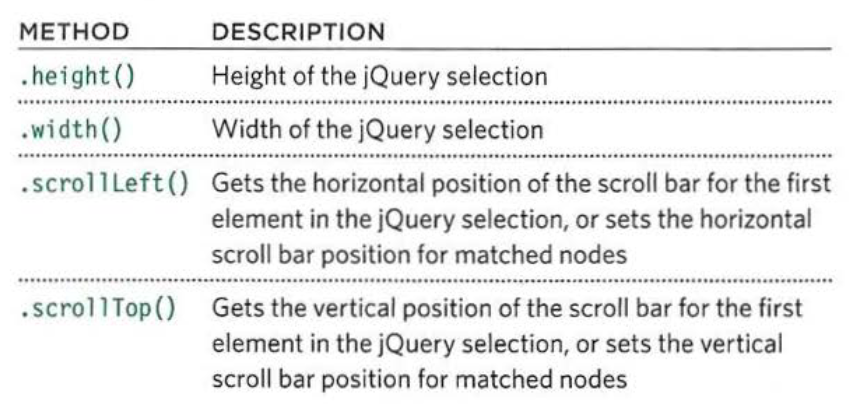 METHOD DESCRIPTION
.height() Height of the jQuery selection
.width() Width of the jQuery selection
.scrollLeft() Gets the horizontal position of the scroll bar for the first
element in the jQuery selection, or sets the horizontal
scroll bar position for matched nodes
.scrollTop() Gets the vertical position of the scroll bar for the first
element in the jQuery selection, or sets the vertical
scroll bar position for matched nodes